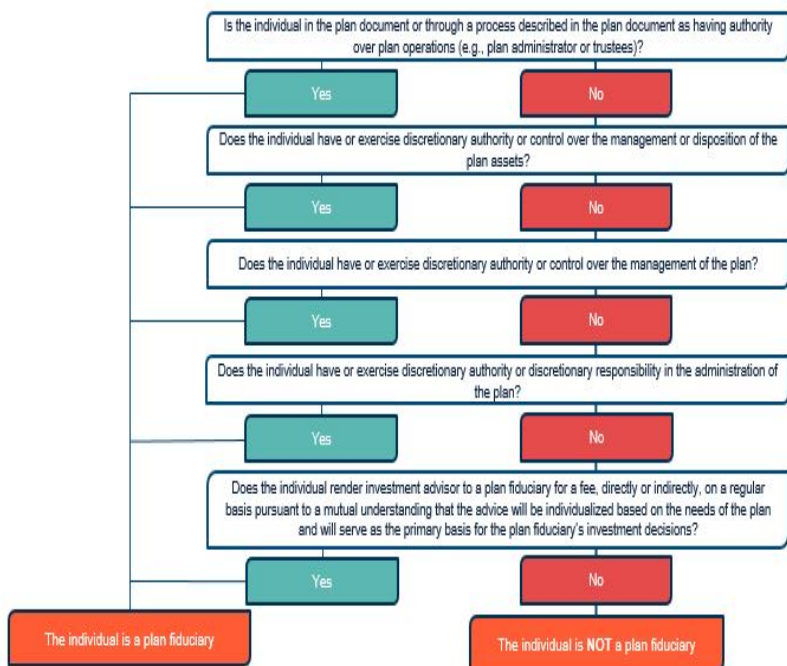 Is the individual in the plan document or through a process described in the plan document as having authority
over plan operations (e.g., plan administrator or trustees)?
Yes
No
Does the individual have or exercise discretionary authority or control over the management or disposition of the
plan assets?
Yes
No
Does the individual have or exercise discretionary authority or control over the management of the plan?
Yes
No
Does the individual have or exercise discretionary authority or discretionary responsibility in the administration of
the plan?
Yes
No
Does the individual render investment advisor to a plan fiduciary for a fee, directly or indirectly, on a regular
basis pursuant to a mutual understanding that the advice will be individualized based on the needs of the plan
and will serve as the primary basis for the plan fiduciary's investment decisions?
Yes
No
The individual is a plan fiduciary
The individual is NOT a plan fiduciary